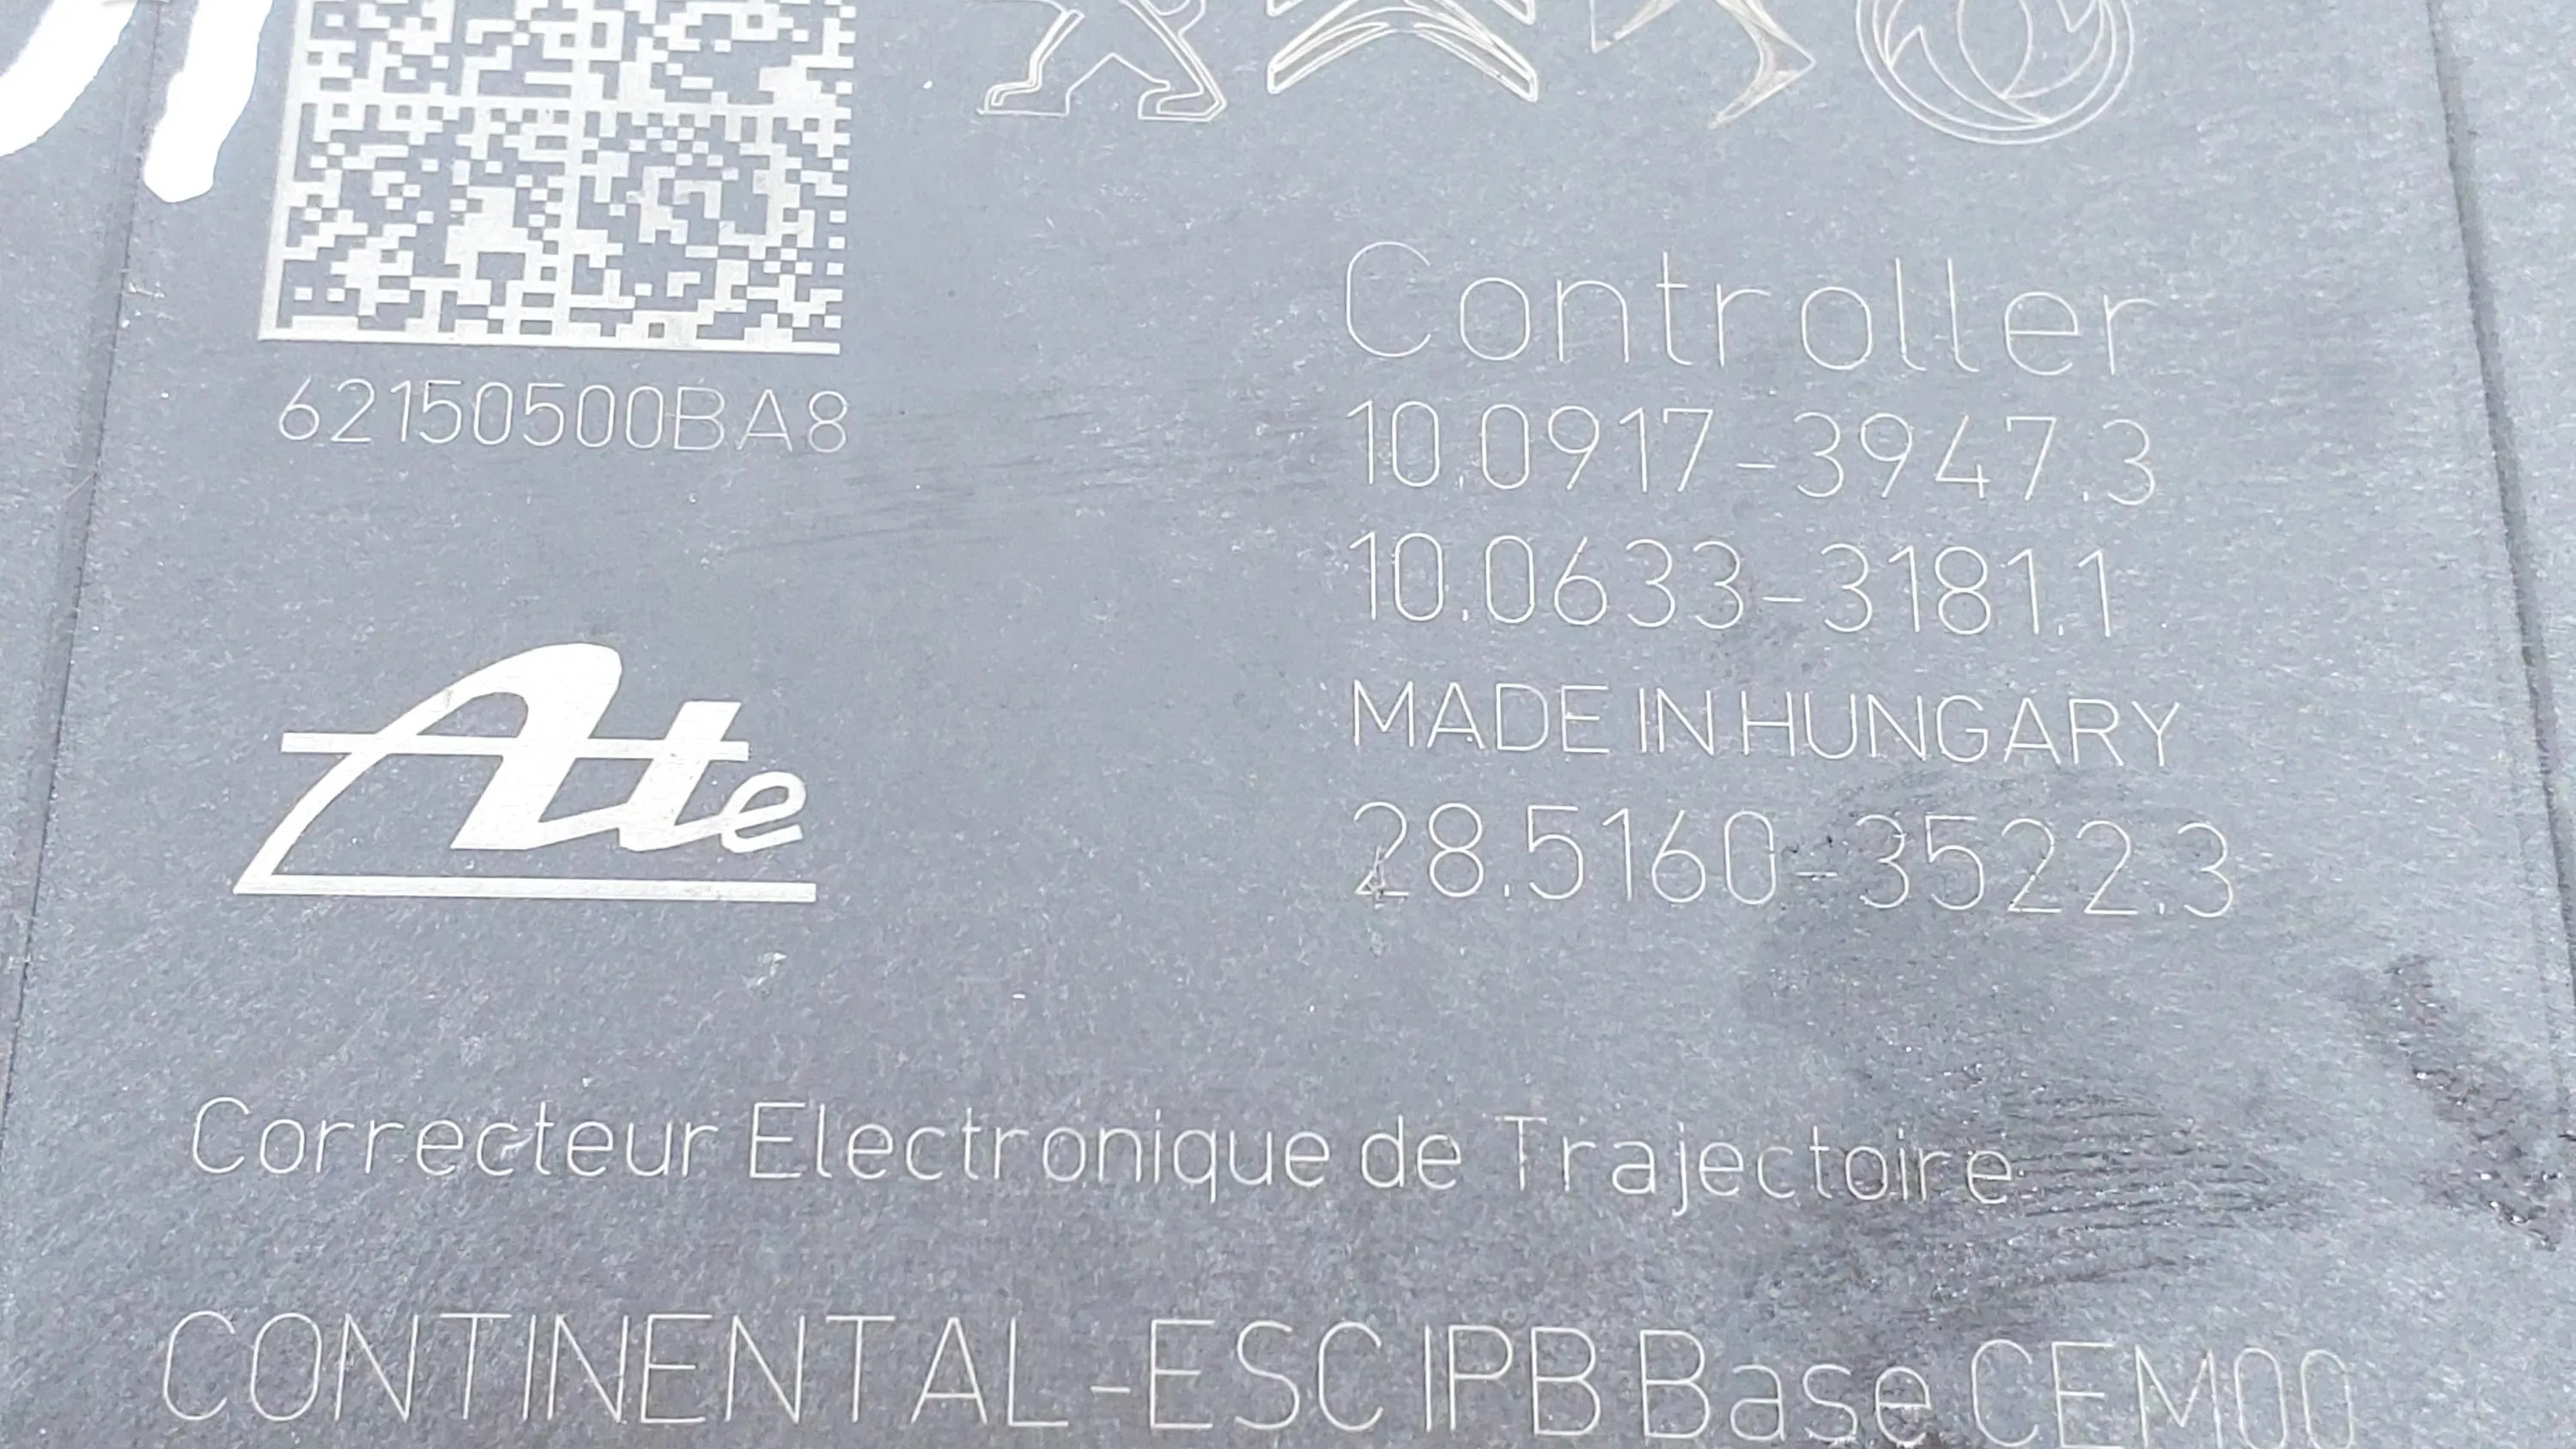 62150500BA8
Controller
10.0917-3947.3
10.0633-3181.1
MADE IN HUNGARY
28.5160-3522.3
Ate
Correcteur Electronique de Trajectoire
CONTINENTAL-ESC IPB Base CEM00